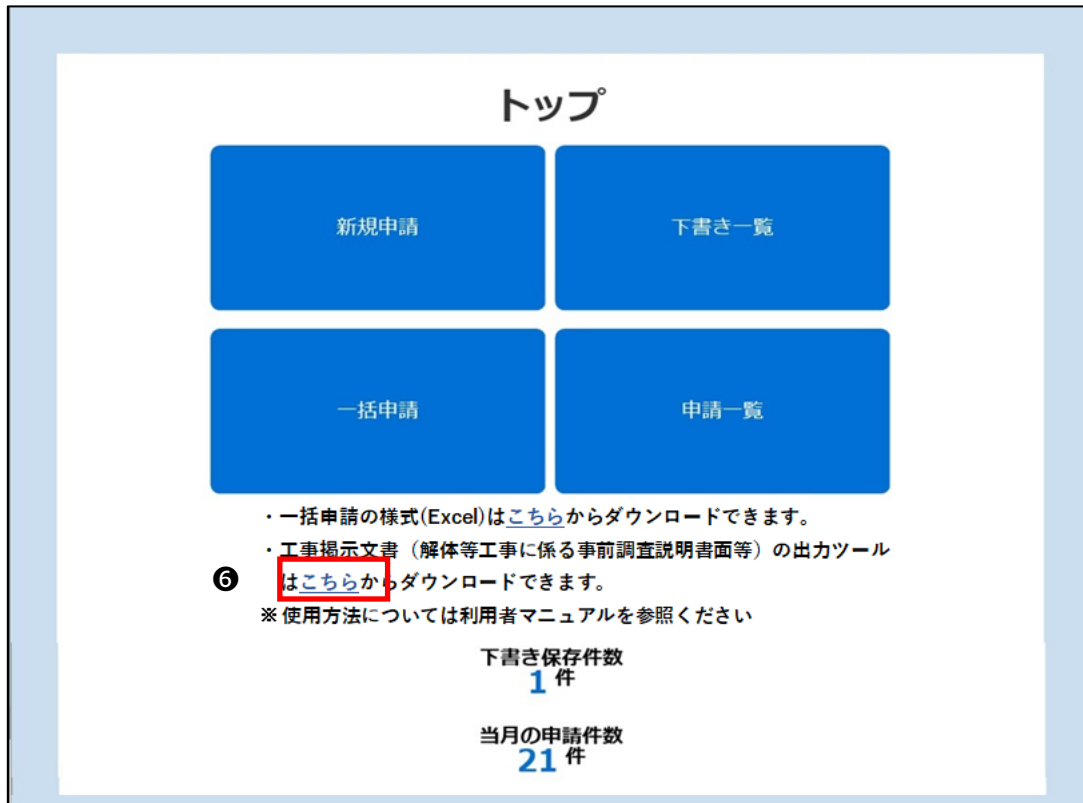 トップ
新規申請
下書き一覧
一括申請
申請一覧
・一括申請の様式(Excel)はこちらからダウンロードできます。
・工事掲示文書（解体等工事に係る事前調査説明書面等）の出力ツール
❻ はこちらからダウンロードできます。
※使用方法については利用者マニュアルを参照ください
下書き保存件数
1 件
当月の申請件数
21 件